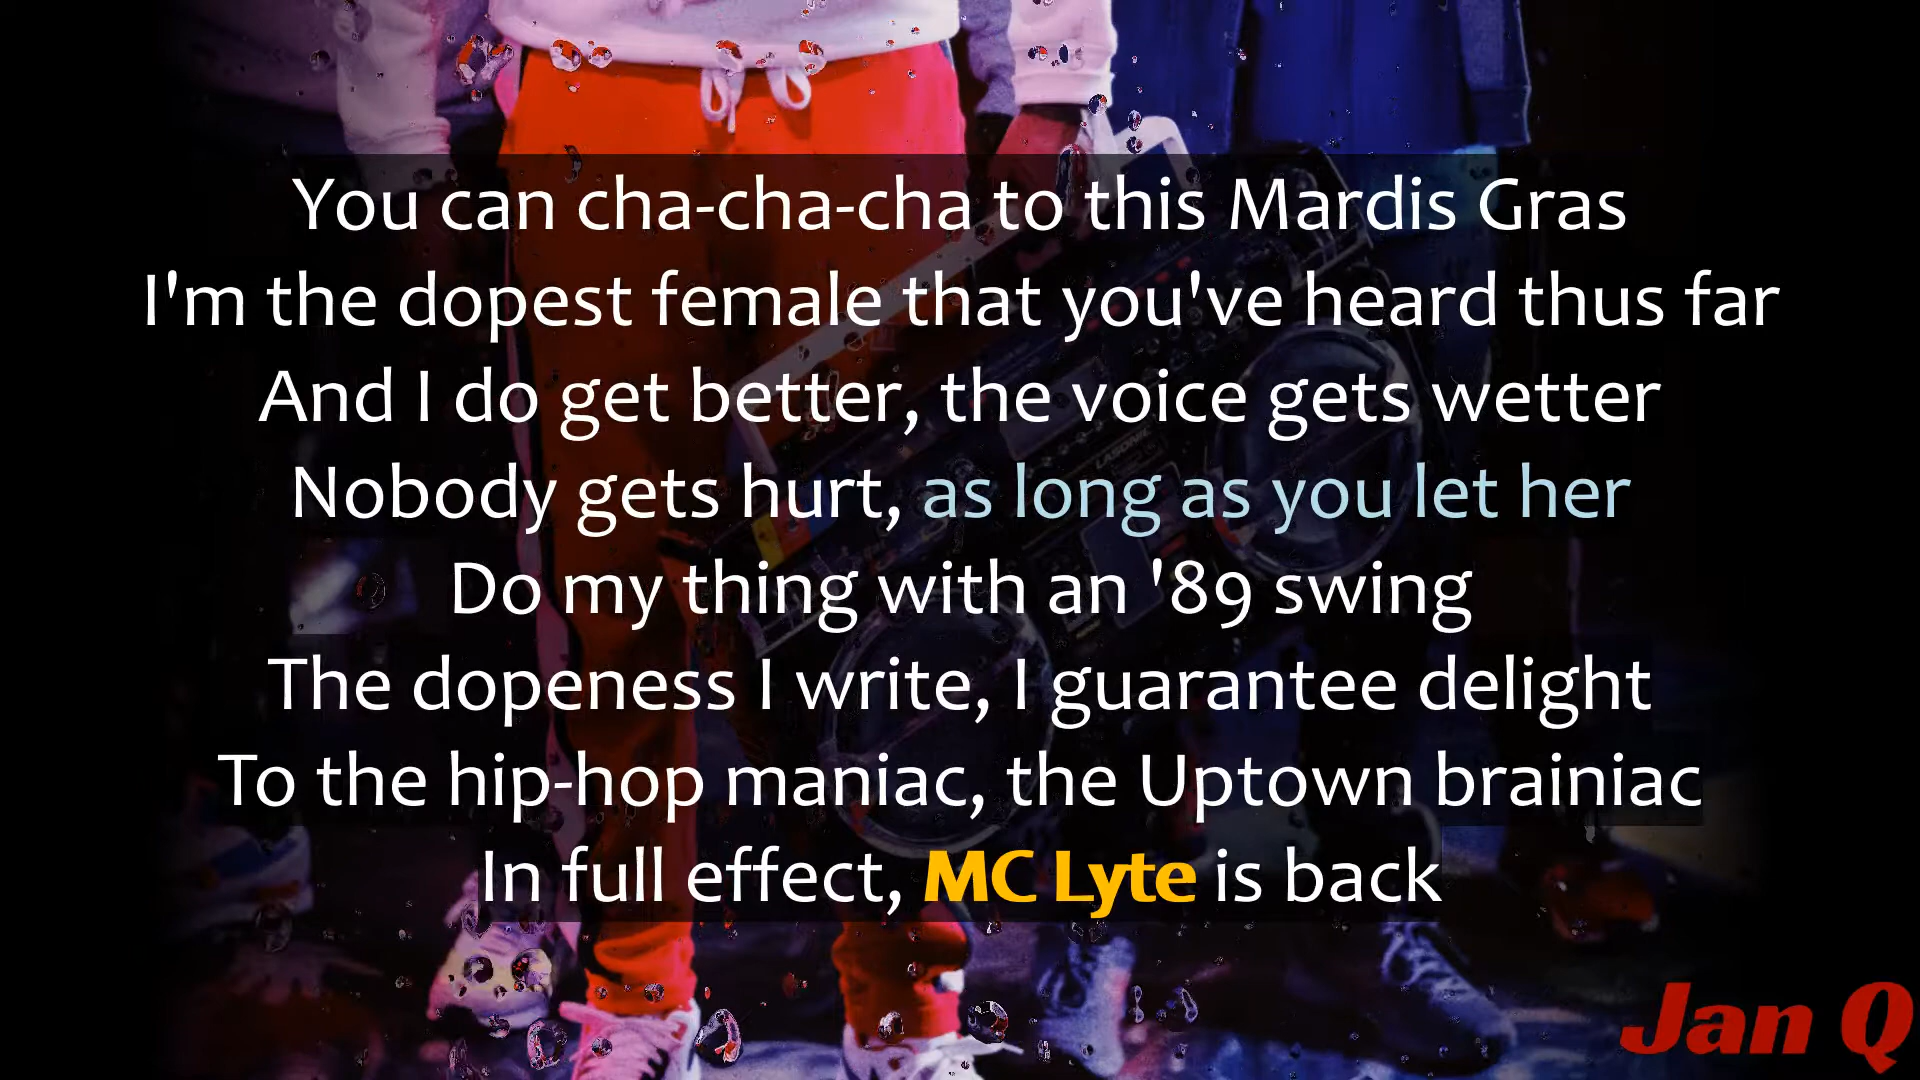 You can cha-cha-cha to this Mardis Gras
I'm the dopest female that you've heard thus far
And I do get better, the voice gets wetter
Nobody gets hurt, as long as you let her
Do my thing with an '89 swing
The dopeness I write, I guarantee delight
To the hip-hop maniac, the Uptown brainiac
In full effect, MC Lyte is back
LASONIC
Jan Q